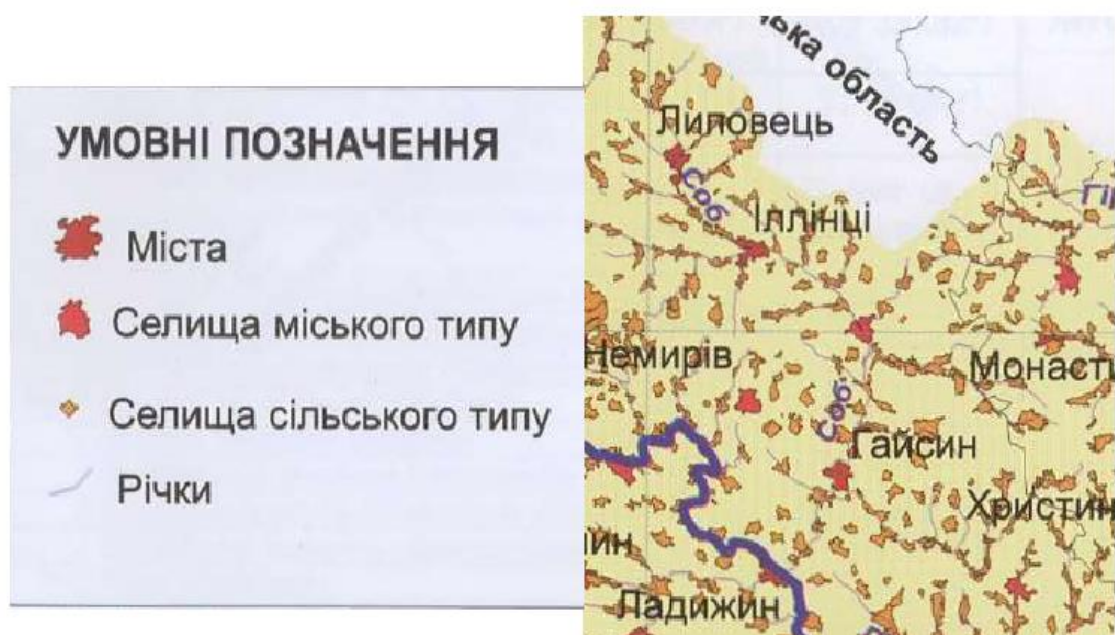 УМОВНІ ПОЗНАЧЕННЯ
Міста
Селища міського типу
Селища сільського типу
Річки
ька область
Липовець
Соб
Іллінці
Немирів
Монасти
Соб
Гайсин
Христин
Ладижин